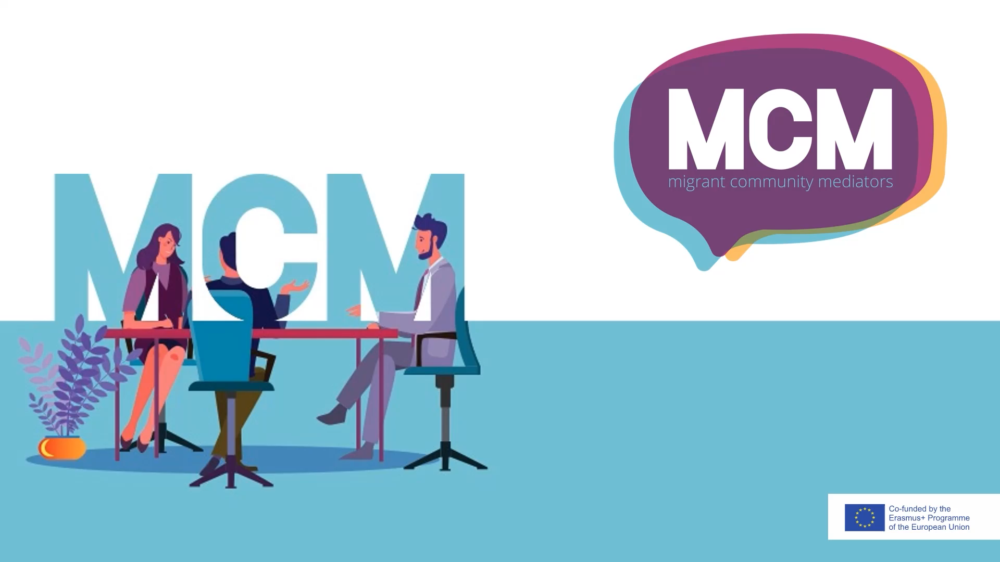 MCM
MCM
migrant community mediators
Co-funded by the
Erasmus+ Programme
of the European Union